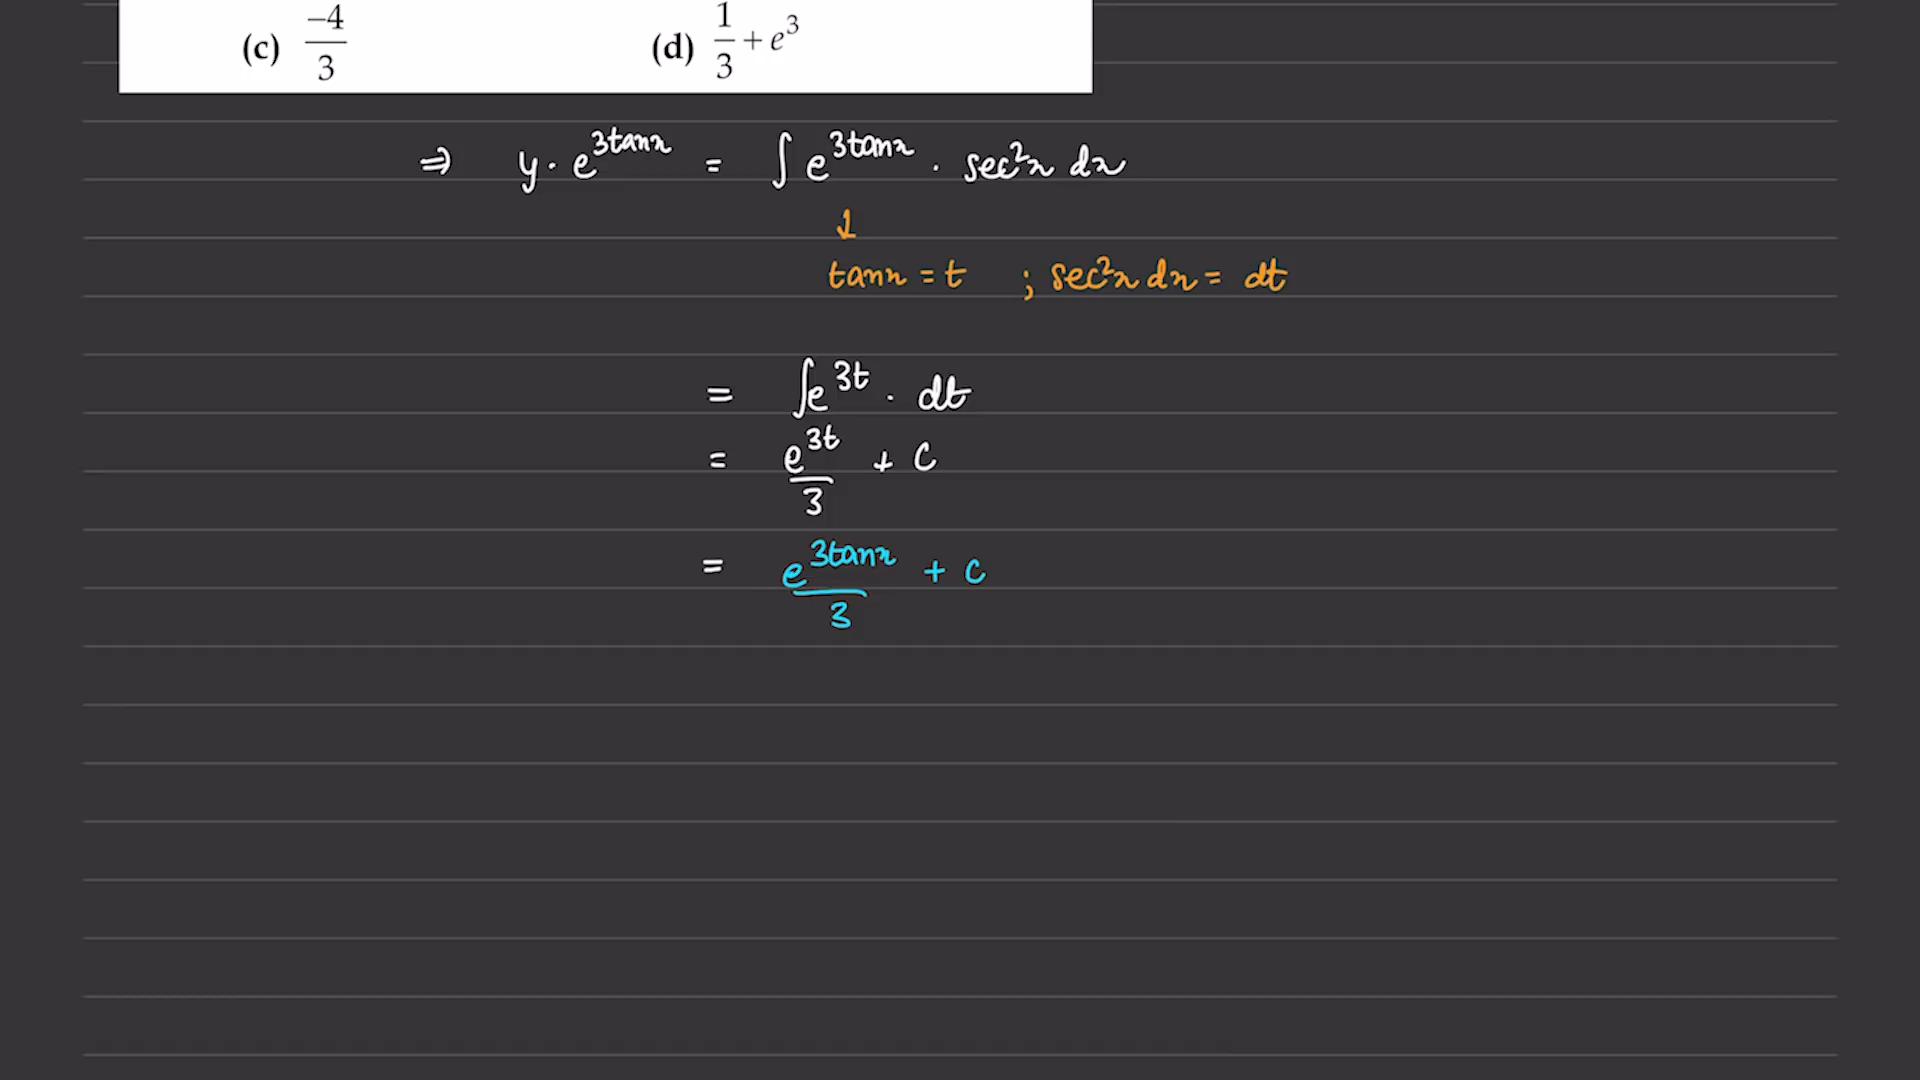 (c) −4/3 (d) 1/3 + e³
⇒ y · e^{3tanx} = ∫ e^{3tanx} · sec²x dx
↓
tanx = t ; sec²x dx = dt
= ∫ e^{3t} · dt
= e^{3t}/3 + C
= e^{3tanx}/3 + C